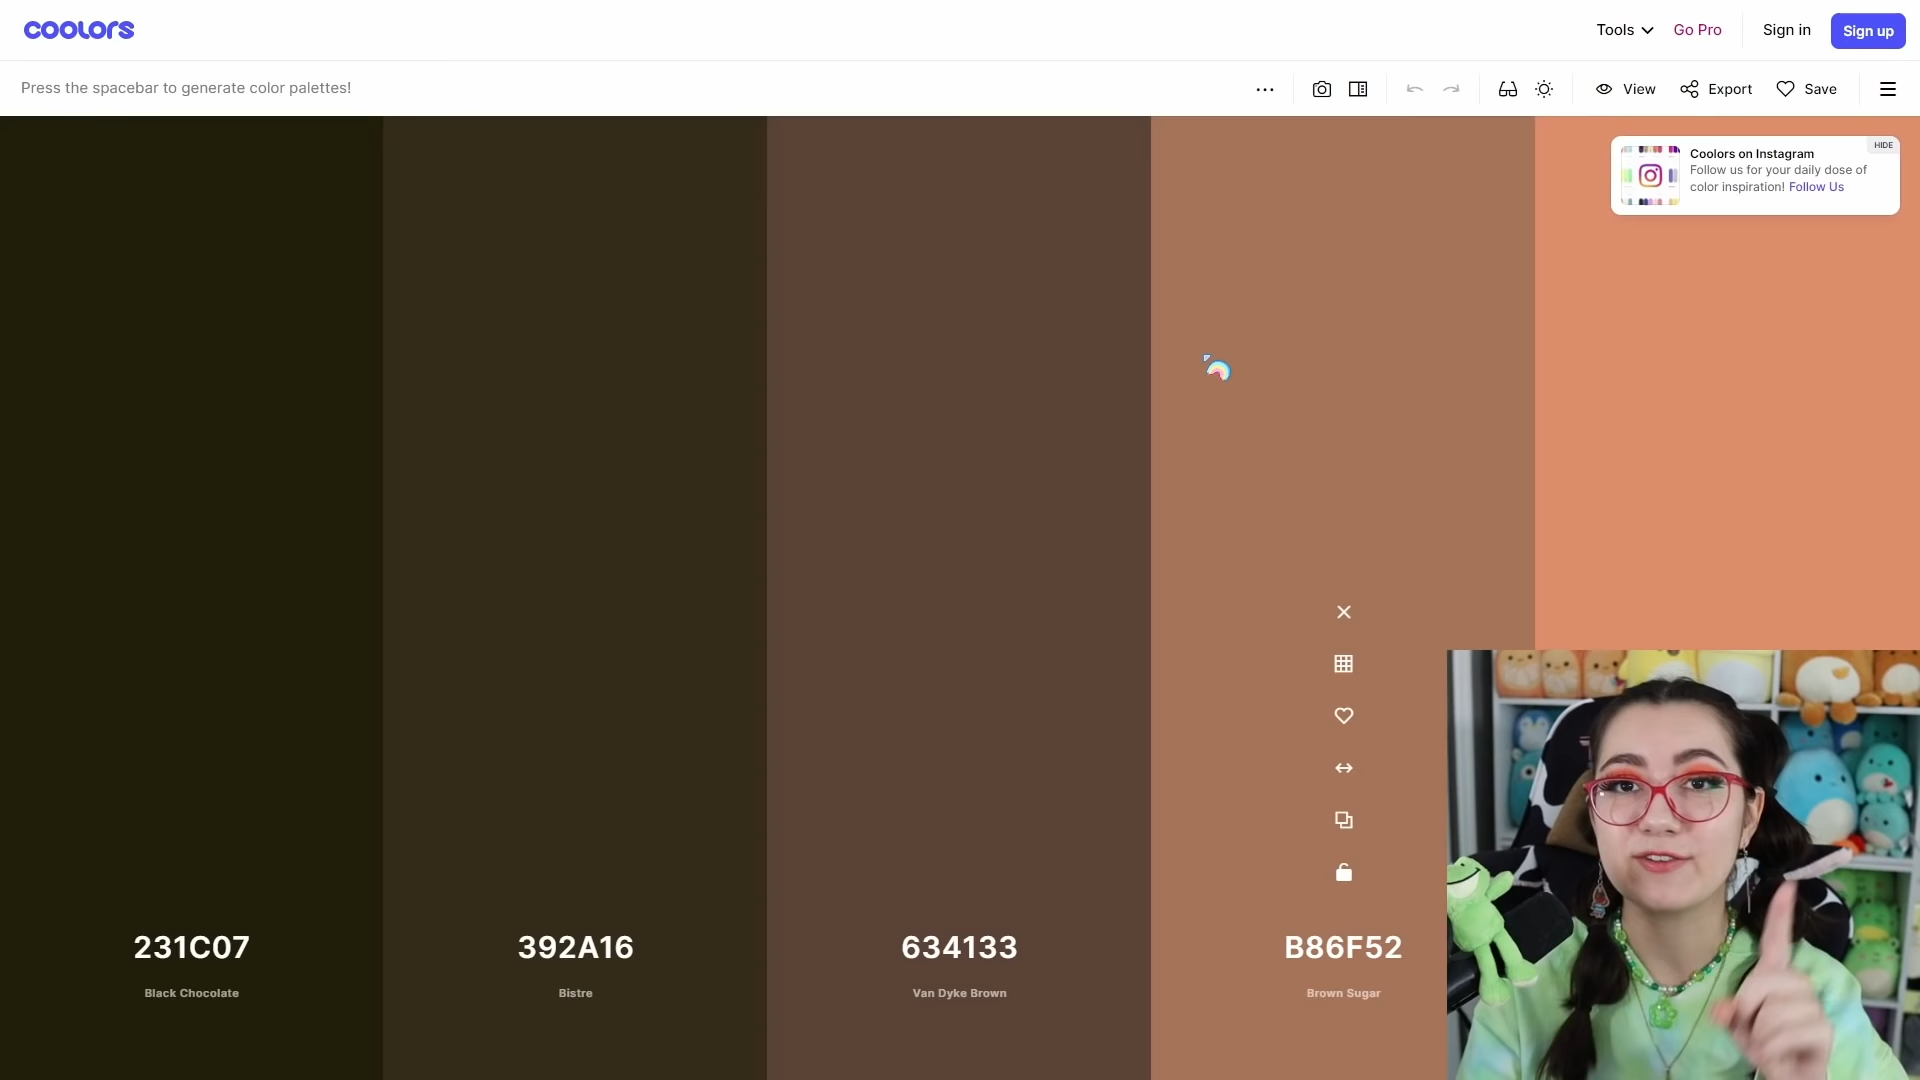 coolors
Tools
Go Pro
Sign in
Sign up
Press the spacebar to generate color palettes!
View
Export
Save
HIDE
Coolors on Instagram
Follow us for your daily dose of
color inspiration! Follow Us
231C07
Black Chocolate
392A16
Bistre
634133
Van Dyke Brown
B86F52
Brown Sugar